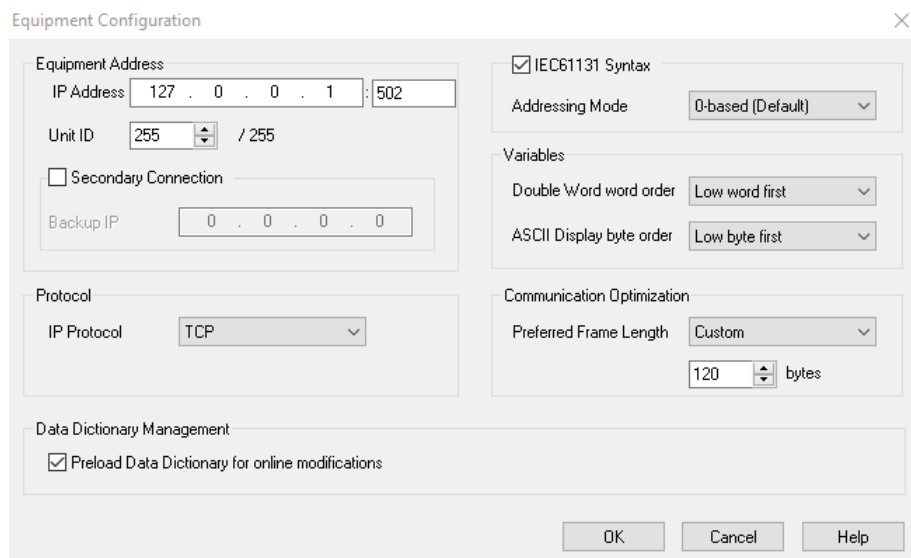 Equipment Configuration
Equipment Address
IP Address 127 . 0 . 0 . 1 : 502
Unit ID 255 / 255
Secondary Connection
Backup IP 0 . 0 . 0 . 0
Protocol
IP Protocol TCP
IEC61131 Syntax
Addressing Mode 0-based (Default)
Variables
Double Word word order Low word first
ASCII Display byte order Low byte first
Communication Optimization
Preferred Frame Length Custom
120 bytes
Data Dictionary Management
Preload Data Dictionary for online modifications
OK Cancel Help